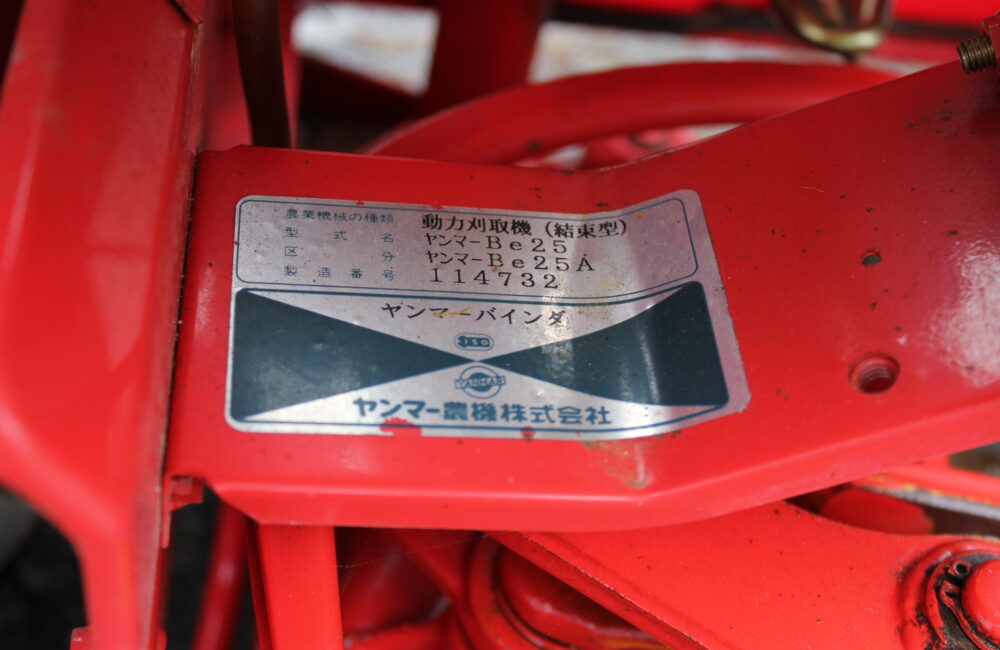 農業機械の種類 動力刈取機(結束型)
型式名 ヤンマーBe25
区分 ヤンマーBe25A
製造番号 114732
ヤンマーバインダ
ISO
YANMAR
ヤンマー農機株式会社